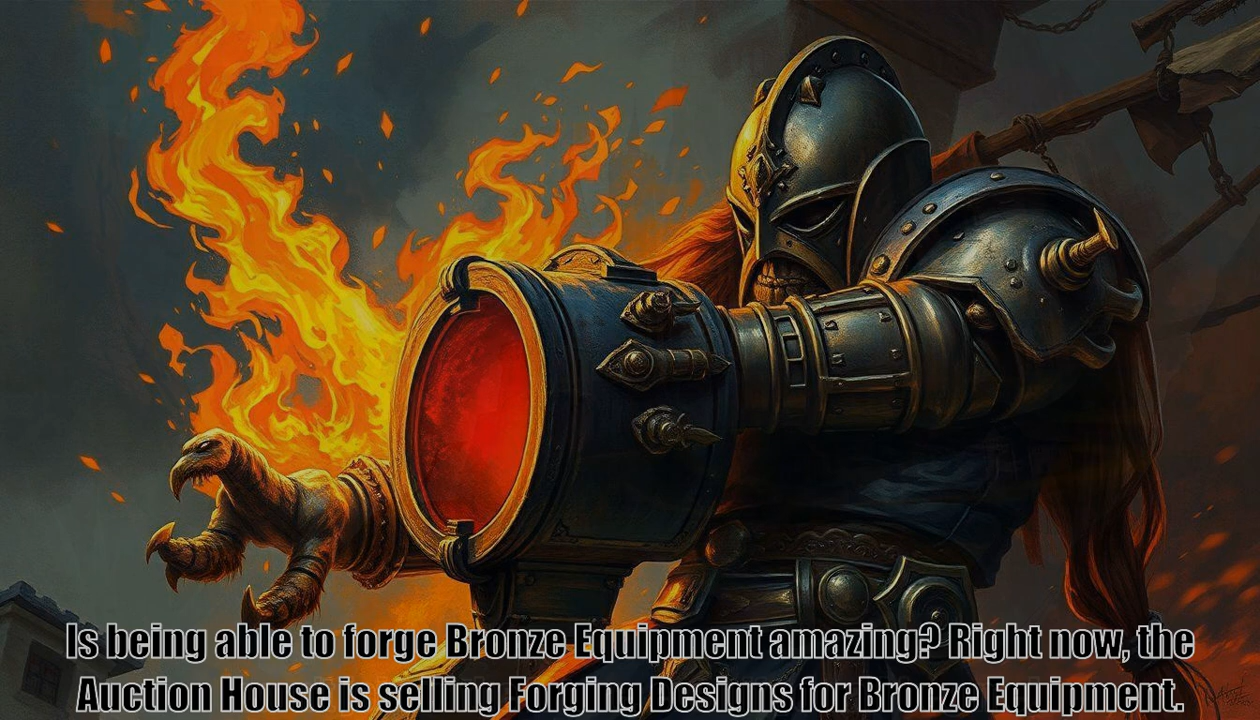 Is being able to forge Bronze Equipment amazing? Right now, the
Auction House is selling Forging Designs for Bronze Equipment.